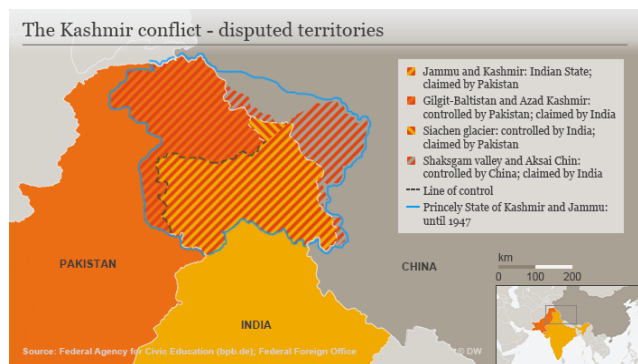 The Kashmir conflict - disputed territories
Jammu and Kashmir: Indian State;
claimed by Pakistan
Gilgit-Baltistan and Azad Kashmir:
controlled by Pakistan; claimed by India
Siachen glacier: controlled by India;
claimed by Pakistan
Shaksgam valley and Aksai Chin:
controlled by China; claimed by India
Line of control
Princely State of Kashmir and Jammu:
until 1947
PAKISTAN
CHINA
INDIA
km
0 100 200
Source: Federal Agency for Civic Education (bpb.de); Federal Foreign Office
© DW